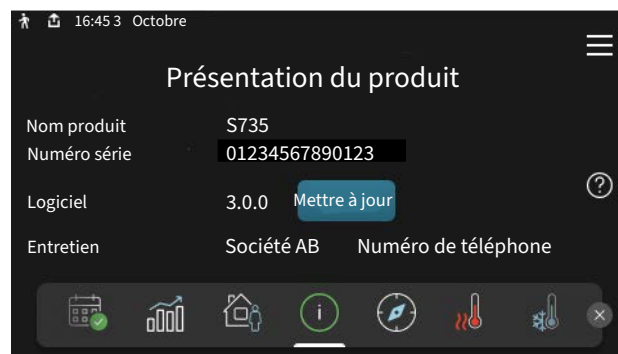 16:45 3 Octobre
Présentation du produit
Nom produit S735
Numéro série 01234567890123
Logiciel 3.0.0 Mettre à jour
Entretien Société AB Numéro de téléphone